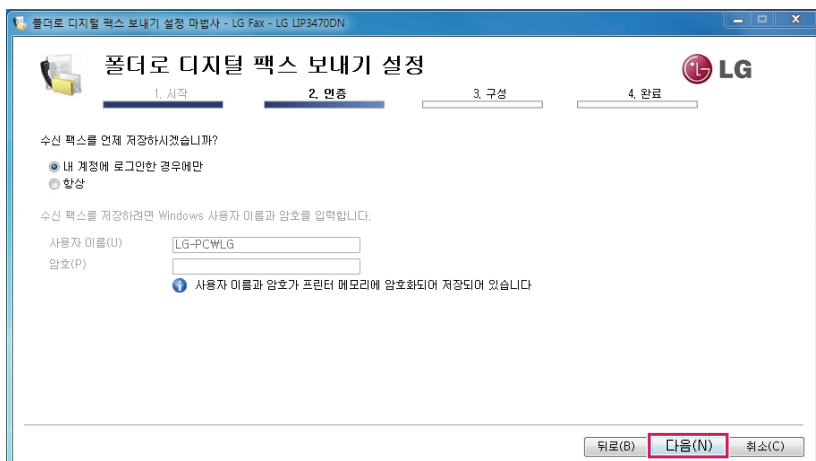 폴더로 디지털 팩스 보내기 설정 마법사 - LG Fax - LG LIP3470DN
폴더로 디지털 팩스 보내기 설정
LG
1. 시작 2. 인증 3. 구성 4. 완료
수신 팩스를 언제 저장하시겠습니까?
내 계정에 로그인한 경우에만
항상
수신 팩스를 저장하려면 Windows 사용자 이름과 암호를 입력합니다.
사용자 이름(U) LG-PC₩LG
암호(P)
사용자 이름과 암호가 프린터 메모리에 암호화되어 저장되어 있습니다
뒤로(B) 다음(N) 취소(C)